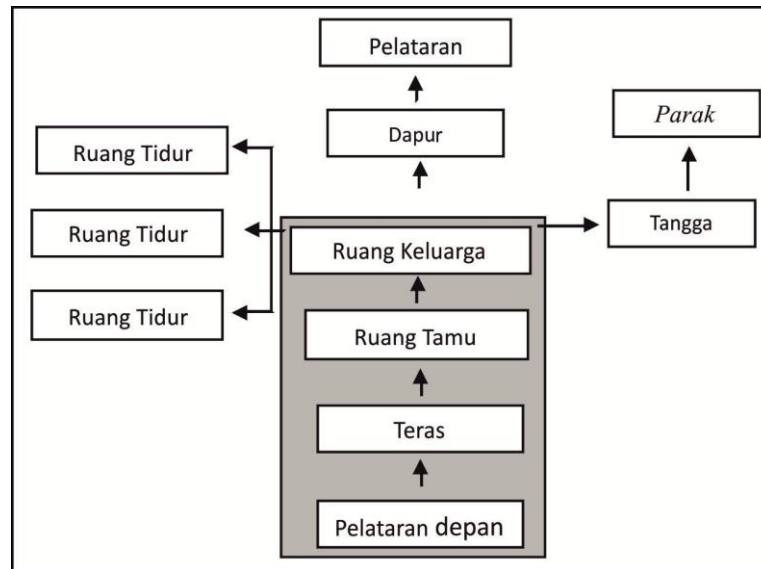 Pelataran
Dapur
Parak
Ruang Tidur
Ruang Tidur
Tangga
Ruang Keluarga
Ruang Tidur
Ruang Tamu
Teras
Pelataran depan